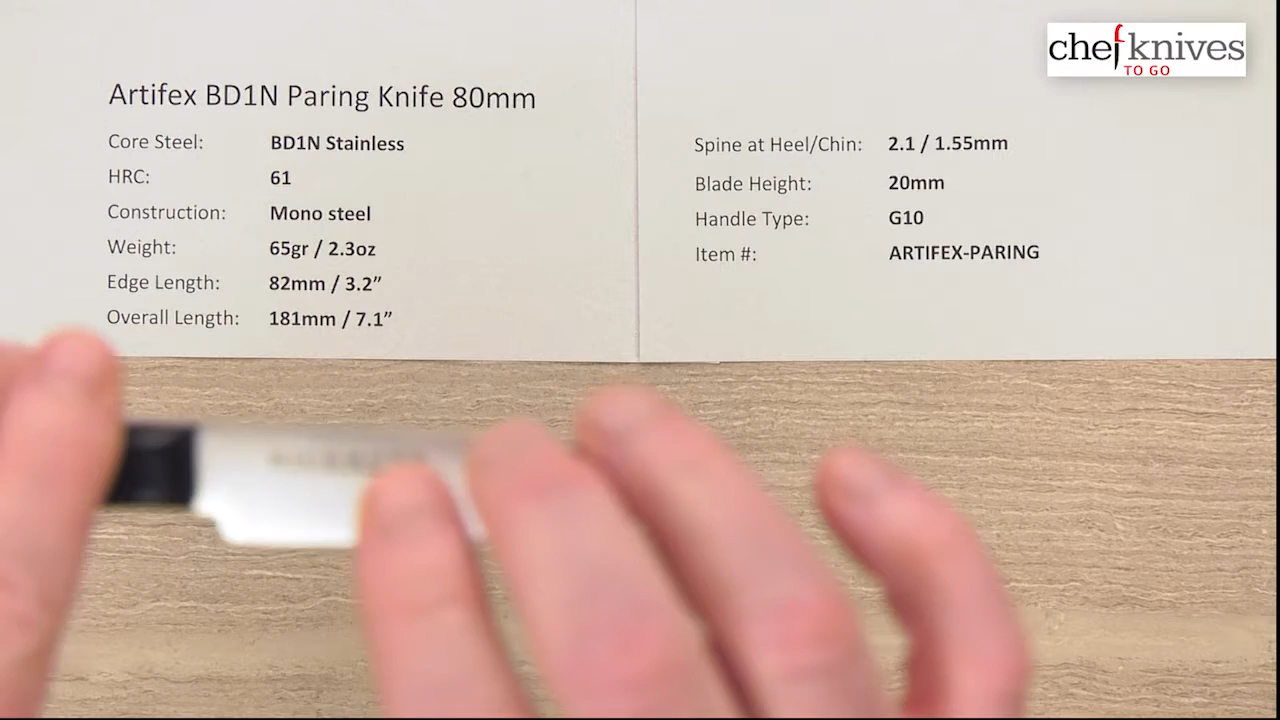 chef knives
TO GO
Artifex BD1N Paring Knife 80mm
Core Steel: BD1N Stainless
HRC: 61
Construction: Mono steel
Weight: 65gr / 2.3oz
Edge Length: 82mm / 3.2”
Overall Length: 181mm / 7.1”
Spine at Heel/Chin: 2.1 / 1.55mm
Blade Height: 20mm
Handle Type: G10
Item #: ARTIFEX-PARING